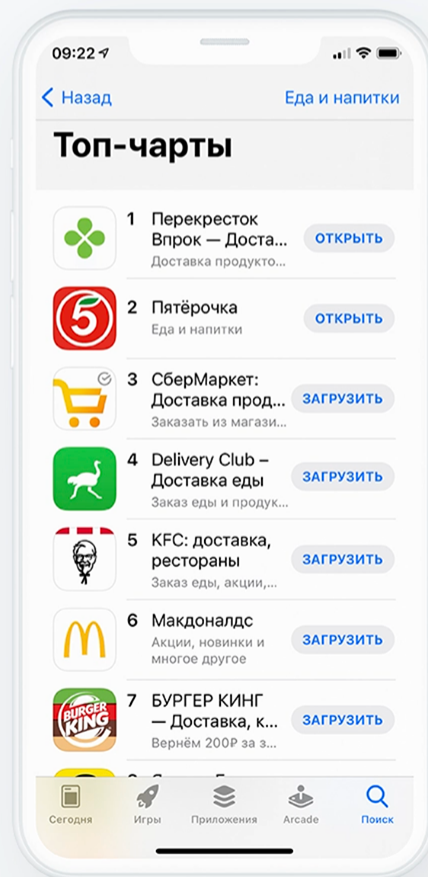 09:22
Назад
Еда и напитки
Топ-чарты
1 Перекресток
Впрок — Доста...
Доставка продукто...
ОТКРЫТЬ
2 Пятёрочка
Еда и напитки
ОТКРЫТЬ
3 СберМаркет:
Доставка прод...
Заказать из магази...
ЗАГРУЗИТЬ
4 Delivery Club –
Доставка еды
Заказ еды и продук...
ЗАГРУЗИТЬ
5 KFC: доставка,
рестораны
Заказ еды, акции,...
ЗАГРУЗИТЬ
6 Макдоналдс
Акции, новинки и
многое другое
ЗАГРУЗИТЬ
BURGER
KING
7 БУРГЕР КИНГ
— Доставка, к...
Вернём 200₽ за з...
ЗАГРУЗИТЬ
Сегодня
Игры
Приложения
Arcade
Поиск